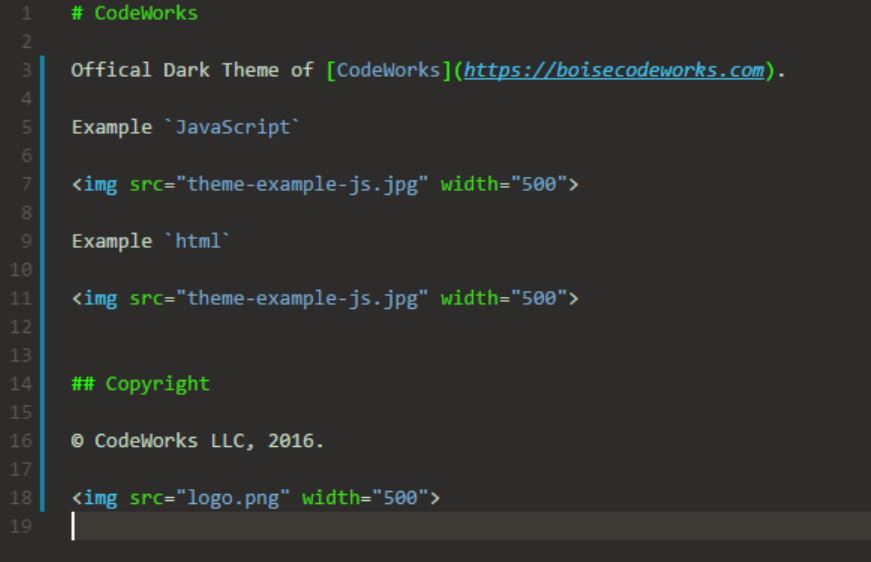 1 # CodeWorks
2
3 Offical Dark Theme of [CodeWorks](https://boisecodeworks.com).
4
5 Example `JavaScript`
6
7 <img src="theme-example-js.jpg" width="500">
8
9 Example `html`
10
11 <img src="theme-example-js.jpg" width="500">
12
13
14 ## Copyright
15
16 © CodeWorks LLC, 2016.
17
18 <img src="logo.png" width="500">
19